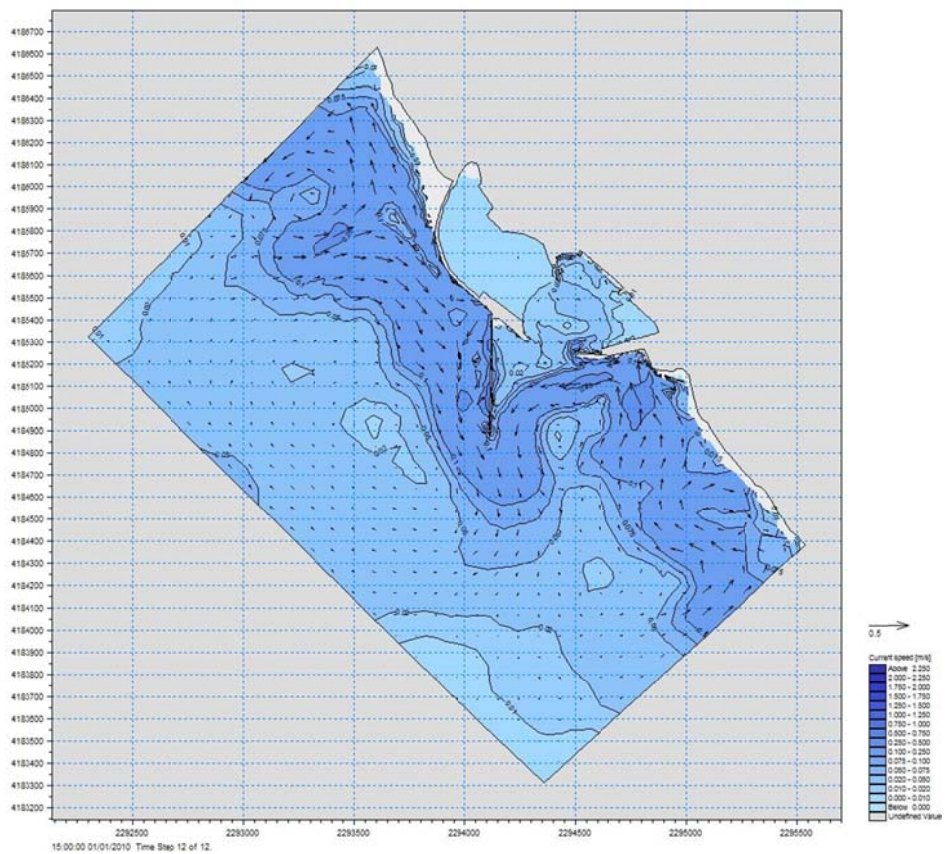 4186700
4186600
4186500
4186400
4186300
4186200
4186100
4186000
4185900
4185800
4185700
4185600
4185500
4185400
4185300
4185200
4185100
4185000
4184900
4184800
4184700
4184600
4184500
4184400
4184300
4184200
4184100
4184000
4183900
4183800
4183700
4183600
4183500
4183400
4183300
4183200
2292500 2293000 2293500 2294000 2294500 2295000 2295500
15:00:00 01/01/2010 Time Step 12 of 12.
0.5
Current speed [m/s]
Above 2.250
2.000 - 2.250
1.750 - 2.000
1.500 - 1.750
1.250 - 1.500
1.000 - 1.250
0.750 - 1.000
0.500 - 0.750
0.250 - 0.500
0.100 - 0.250
0.075 - 0.100
0.050 - 0.075
0.020 - 0.050
0.010 - 0.020
0.000 - 0.010
Below 0.000
Undefined Value